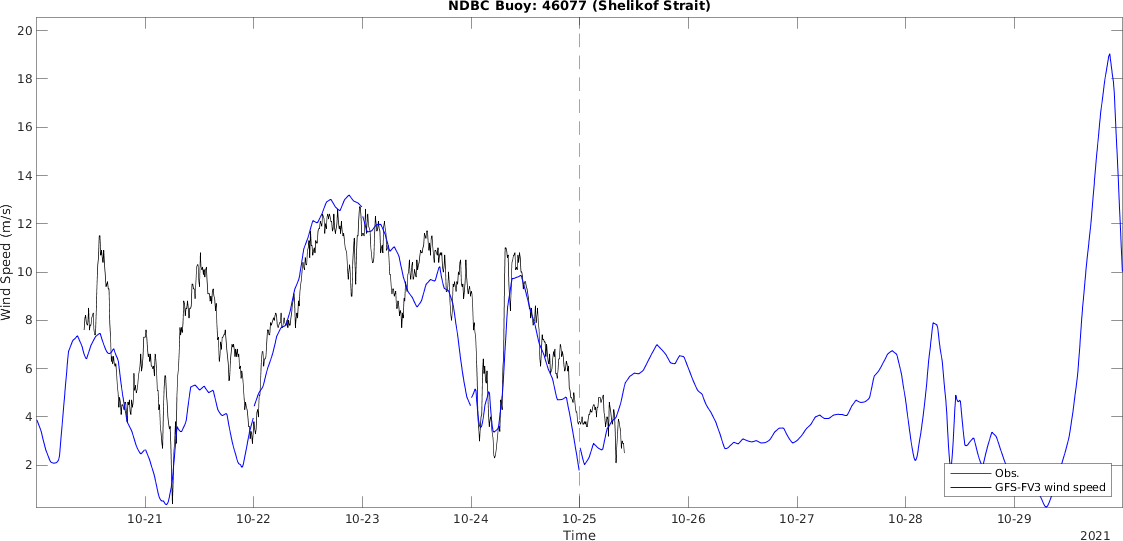 NDBC Buoy: 46077 (Shelikof Strait)
20
18
16
14
12
10
8
6
4
2
Wind Speed (m/s)
Obs.
GFS-FV3 wind speed
10-21 10-22 10-23 10-24 10-25 10-26 10-27 10-28 10-29
Time
2021